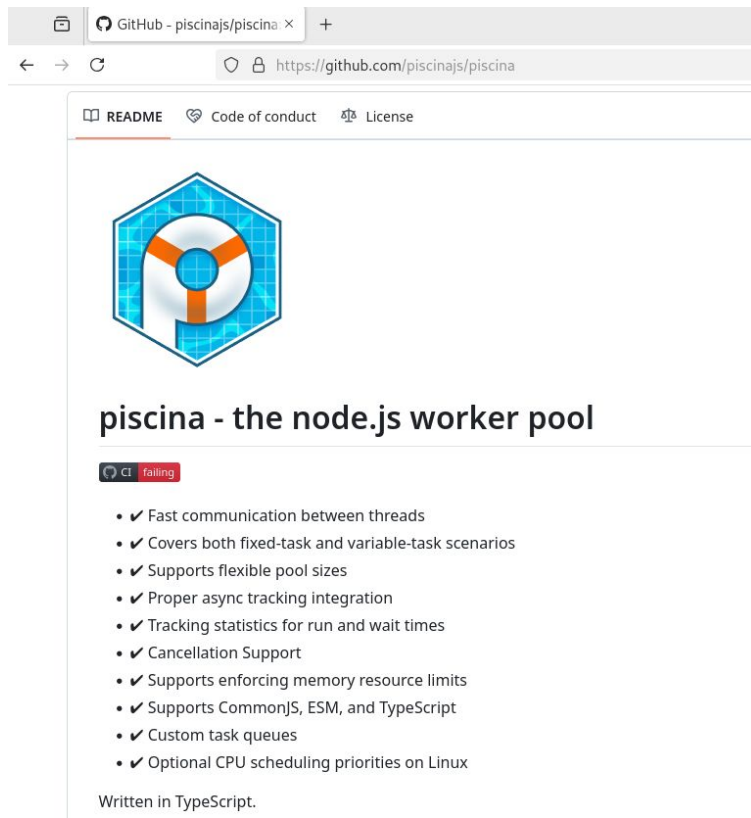 GitHub - piscinajs/piscina
https://github.com/piscinajs/piscina
README Code of conduct License
piscina - the node.js worker pool
CI failing
• ✔ Fast communication between threads
• ✔ Covers both fixed-task and variable-task scenarios
• ✔ Supports flexible pool sizes
• ✔ Proper async tracking integration
• ✔ Tracking statistics for run and wait times
• ✔ Cancellation Support
• ✔ Supports enforcing memory resource limits
• ✔ Supports CommonJS, ESM, and TypeScript
• ✔ Custom task queues
• ✔ Optional CPU scheduling priorities on Linux
Written in TypeScript.